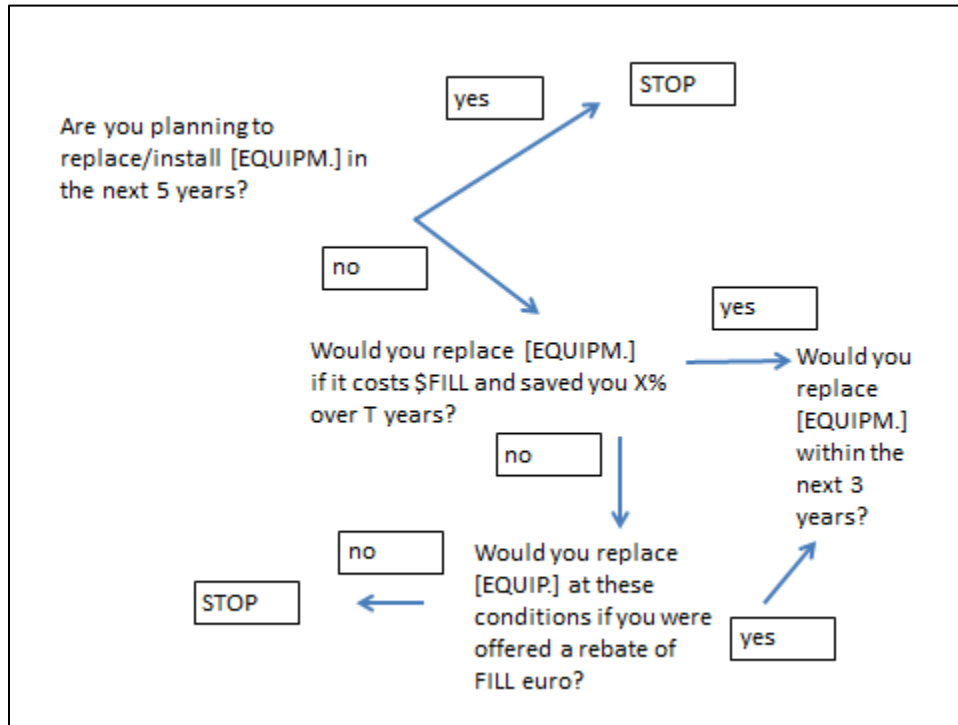 yes
STOP
Are you planning to
replace/install [EQUIPM.] in
the next 5 years?
no
yes
Would you replace [EQUIPM.]
if it costs $FILL and saved you X%
over T years?
Would you
replace
[EQUIPM.]
within the
next 3
years?
no
no
Would you replace
[EQUIP.] at these
conditions if you were
offered a rebate of
FILL euro?
STOP
yes